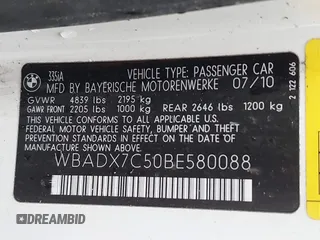 335iA
VEHICLE TYPE: PASSENGER CAR
MFD BY BAYERISCHE MOTORENWERKE 07/10
GVWR 4839 lbs 2195 kg
GAWR FRONT 2205 lbs 1000 kg REAR 2646 lbs 1200 kg
THIS VEHICLE CONFORMS TO ALL APPLICABLE FEDERAL MOTOR VEHICLE SAFETY, BUMPER, AND THEFT PREVENTION STANDARDS IN EFFECT ON THE DATE OF MANUFACTURE SHOWN ABOVE.
WBADX7C50BE580088
2 122 606
DREAMBID